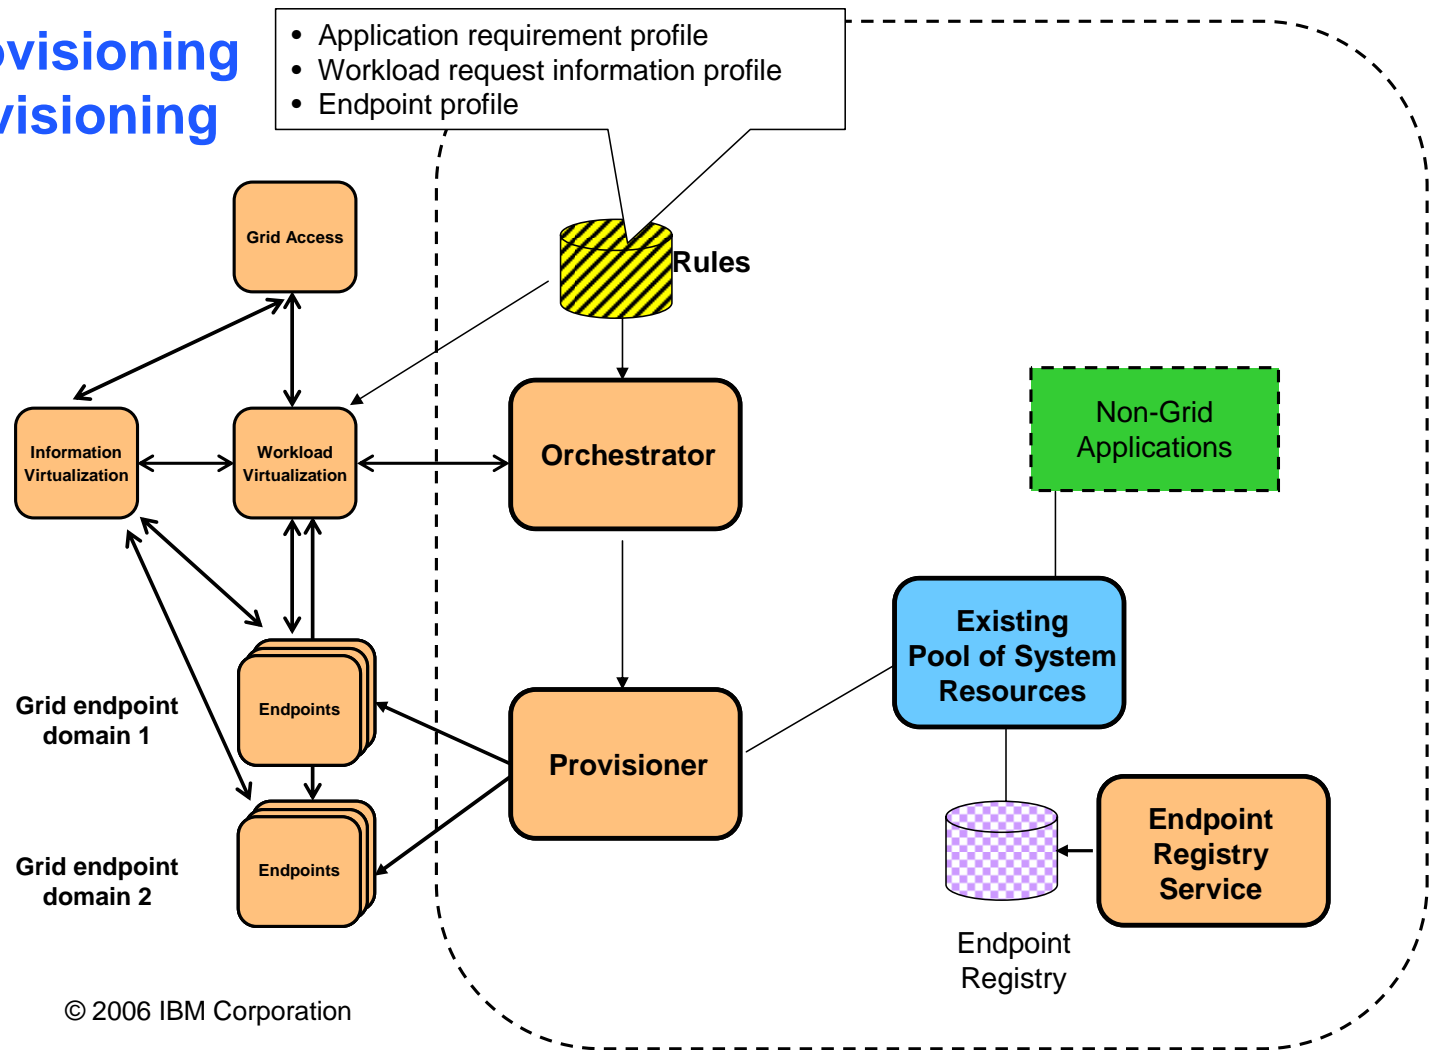 ovisioning
visioning
• Application requirement profile
• Workload request information profile
• Endpoint profile
Grid Access
Rules
Information
Virtualization
Workload
Virtualization
Orchestrator
Non-Grid
Applications
Existing
Pool of System
Resources
Grid endpoint
domain 1
Endpoints
Provisioner
Grid endpoint
domain 2
Endpoints
Endpoint
Registry
Service
Endpoint
Registry
© 2006 IBM Corporation